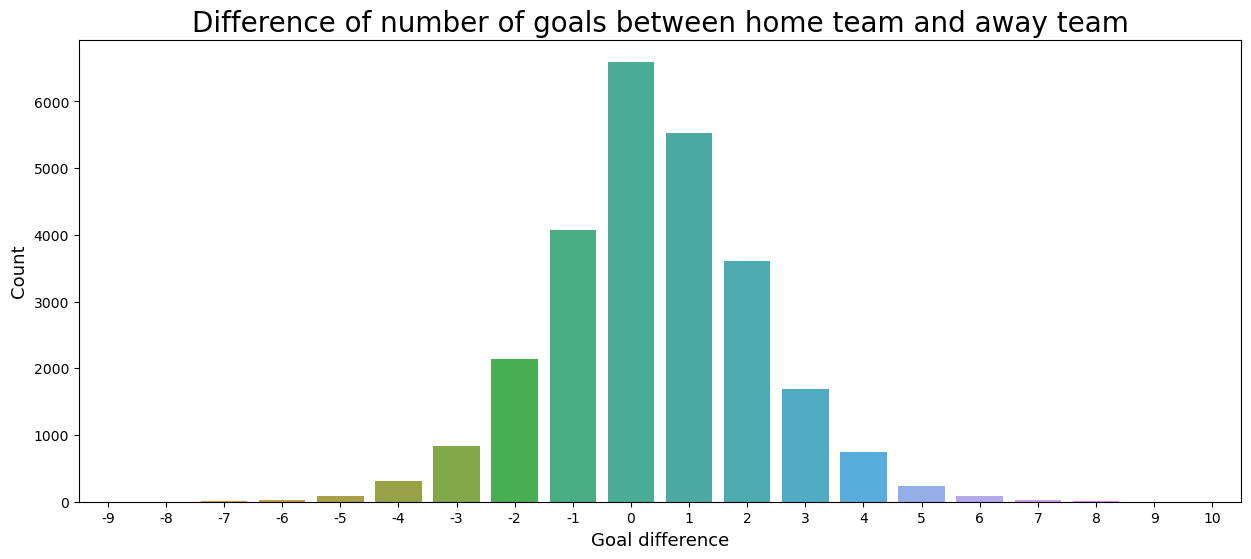 Difference of number of goals between home team and away team
6000
5000
4000
3000
2000
1000
0
Count
-9 -8 -7 -6 -5 -4 -3 -2 -1 0 1 2 3 4 5 6 7 8 9 10
Goal difference